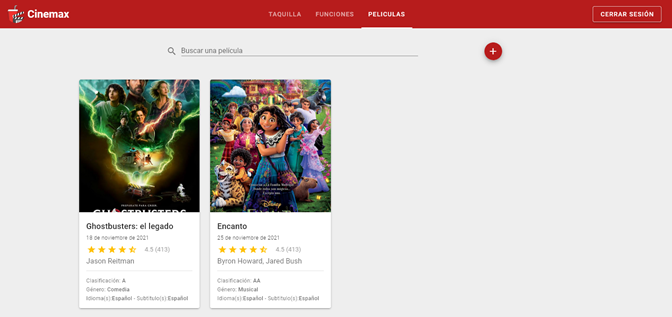 Cinemax
TAQUILLA
FUNCIONES
PELICULAS
CERRAR SESIÓN
Buscar una película
+
GHOSTBUSTERS
Disney
Ghostbusters: el legado
18 de noviembre de 2021
4.5 (413)
Jason Reitman
Clasificación: A
Género: Comedia
Idioma(s):Español - Subtitulo(s):Español
Encanto
25 de noviembre de 2021
4.5 (413)
Byron Howard, Jared Bush
Clasificación: AA
Género: Musical
Idioma(s):Español - Subtitulo(s):Español